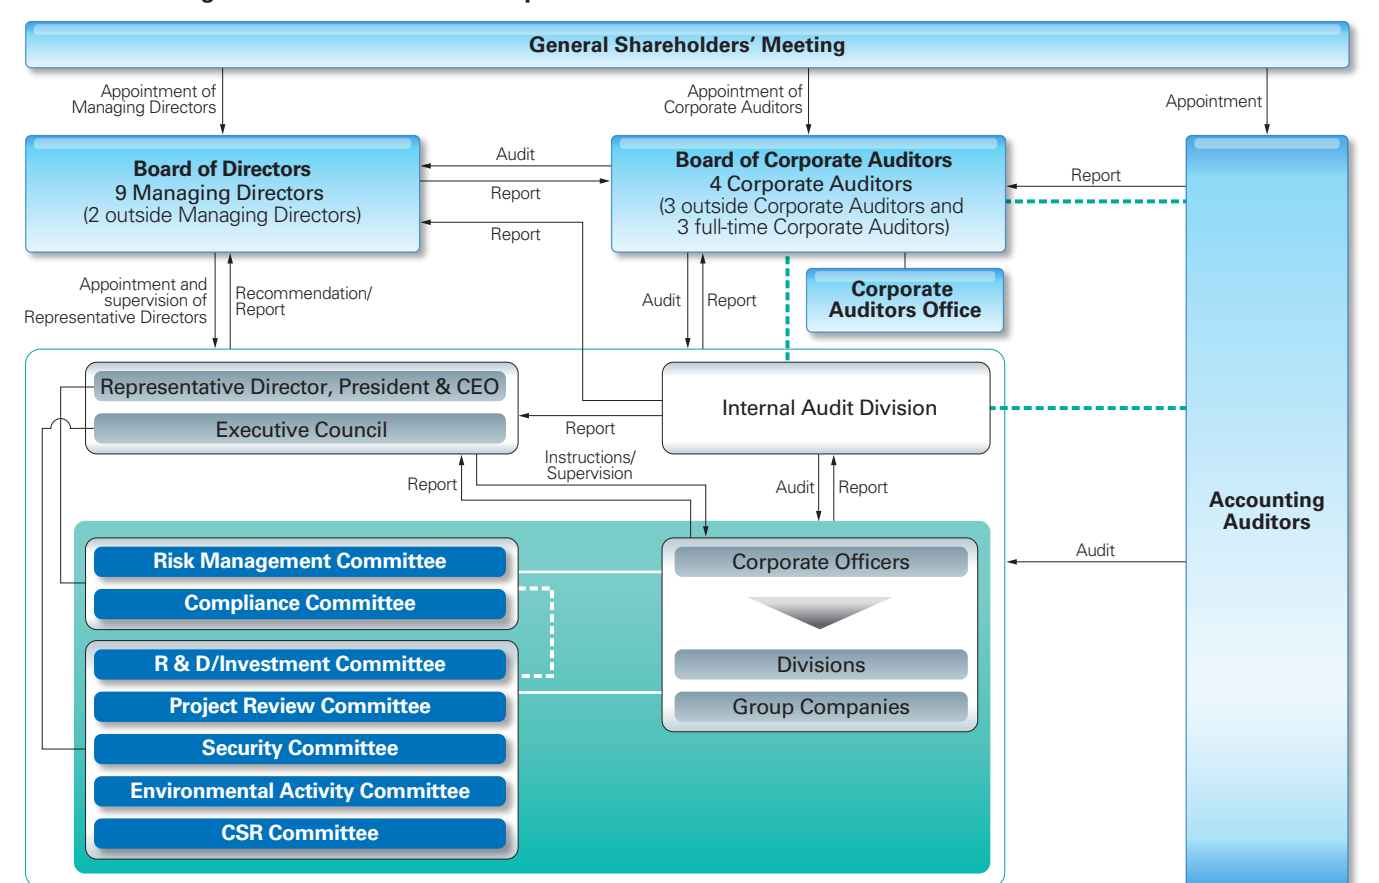 General Shareholders’ Meeting
Appointment of
Managing Directors
Appointment of
Corporate Auditors
Appointment
Board of Directors
9 Managing Directors
(2 outside Managing Directors)
Audit
Report
Report
Board of Corporate Auditors
4 Corporate Auditors
(3 outside Corporate Auditors and
3 full-time Corporate Auditors)
Report
Appointment and
supervision of
Representative Directors
Recommendation/
Report
Audit
Report
Corporate
Auditors Office
Representative Director, President & CEO
Executive Council
Report
Internal Audit Division
Report
Instructions/
Supervision
Audit
Report
Accounting
Auditors
Audit
Risk Management Committee
Compliance Committee
Corporate Officers
R & D/Investment Committee
Project Review Committee
Security Committee
Environmental Activity Committee
CSR Committee
Divisions
Group Companies